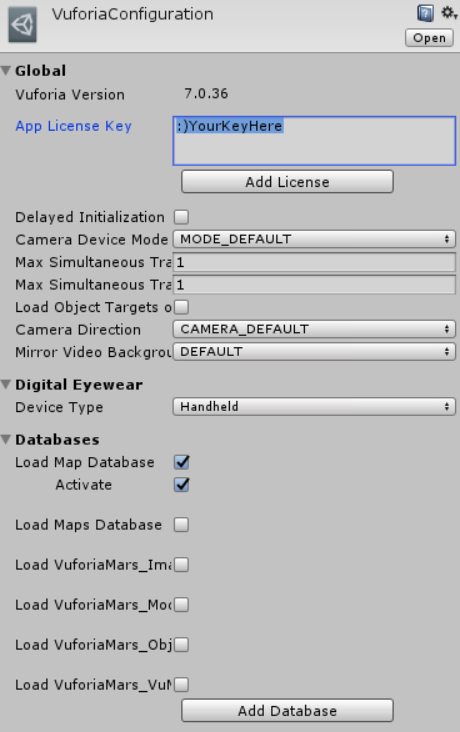 VuforiaConfiguration
Open
Global
Vuforia Version 7.0.36
App License Key :)YourKeyHere
Add License
Delayed Initialization
Camera Device Mode MODE_DEFAULT
Max Simultaneous Tra 1
Max Simultaneous Tra 1
Load Object Targets o
Camera Direction CAMERA_DEFAULT
Mirror Video Backgrou DEFAULT
Digital Eyewear
Device Type Handheld
Databases
Load Map Database
Activate
Load Maps Database
Load VuforiaMars_Ima
Load VuforiaMars_Mod
Load VuforiaMars_Obj
Load VuforiaMars_VuM
Add Database